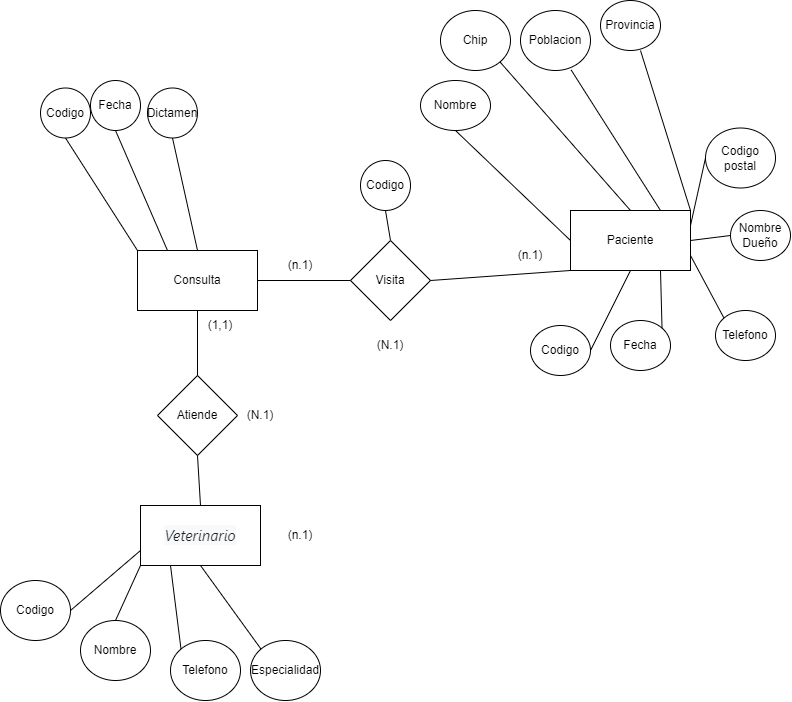 Provincia
Chip
Poblacion
Nombre
Codigo
Fecha
Dictamen
Codigo
postal
Codigo
Nombre
Dueño
Paciente
(n.1)
(n.1)
Consulta
Visita
(1,1)
(N.1)
Codigo
Fecha
Telefono
Atiende
(N.1)
Veterinario
(n.1)
Codigo
Nombre
Telefono
Especialidad